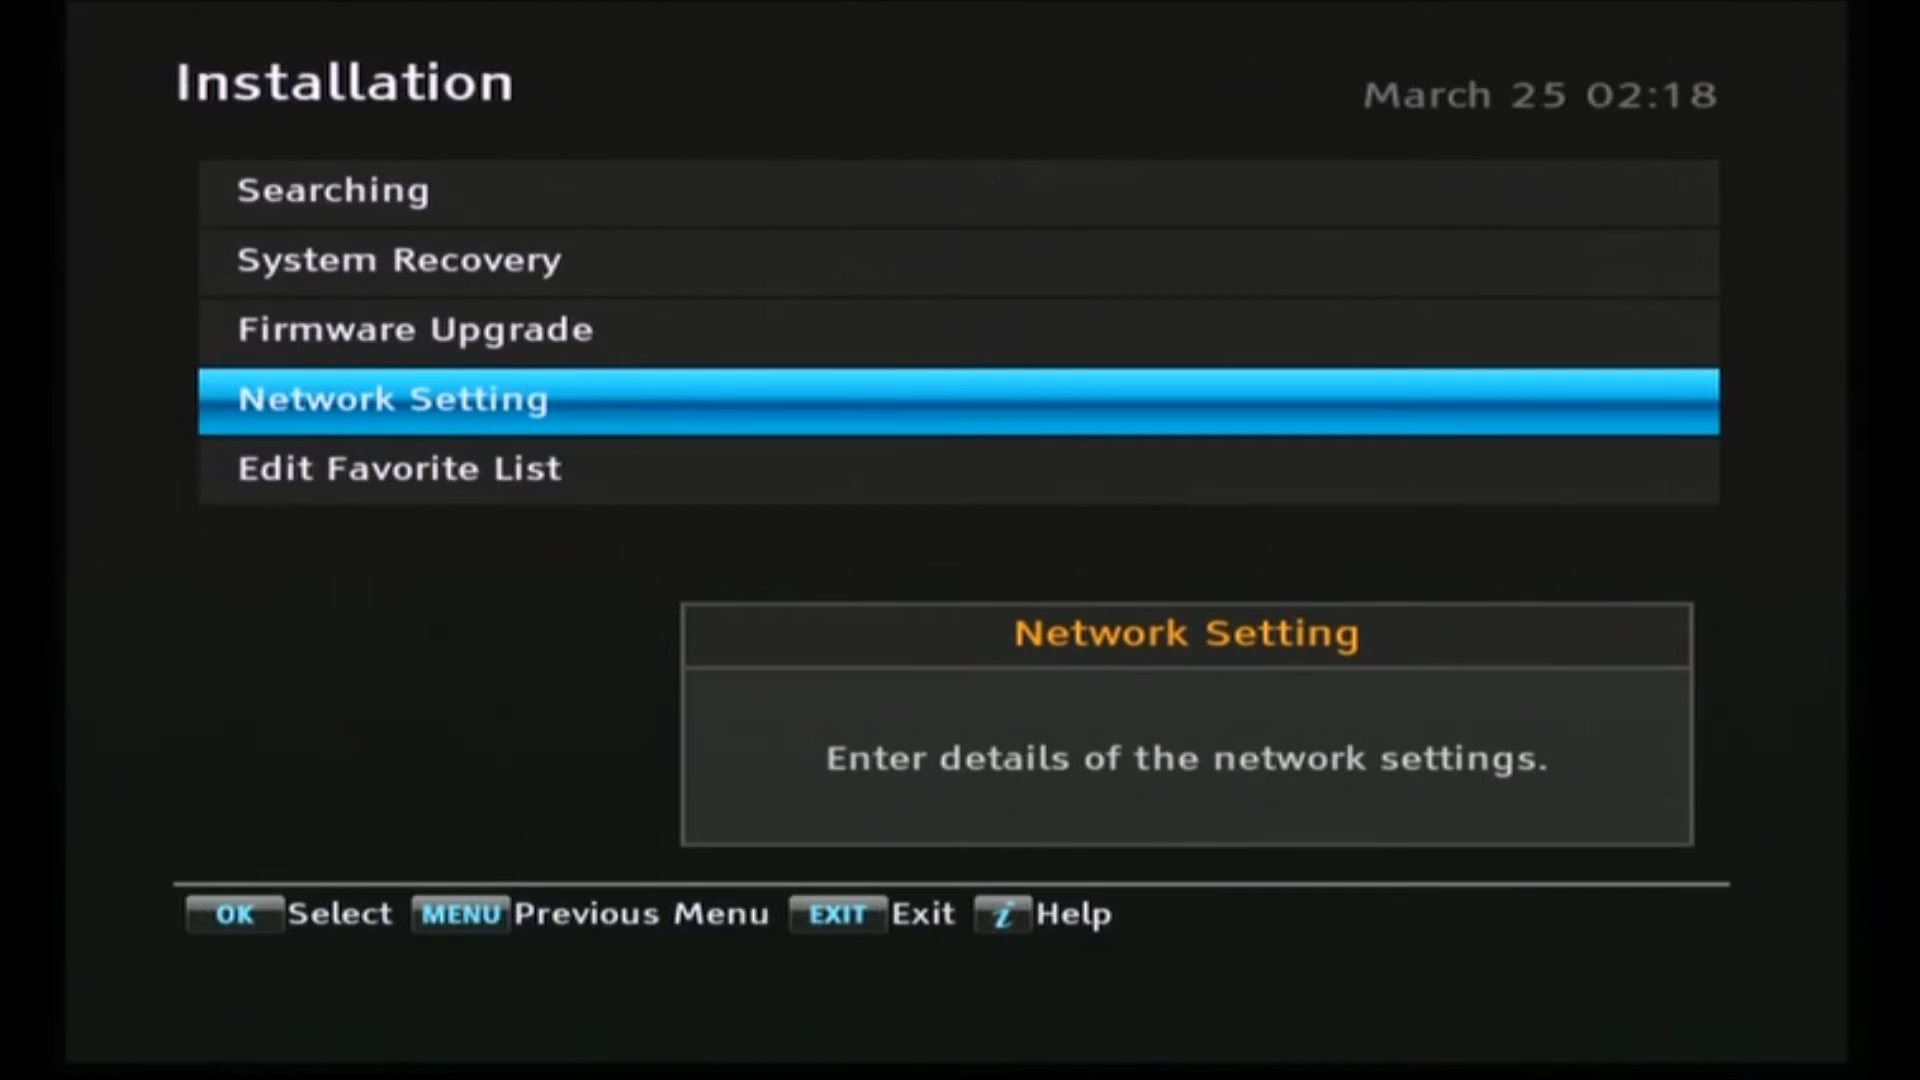 Installation
March 25 02:18
Searching
System Recovery
Firmware Upgrade
Network Setting
Edit Favorite List
Network Setting
Enter details of the network settings.
OK Select MENU Previous Menu EXIT Exit i Help